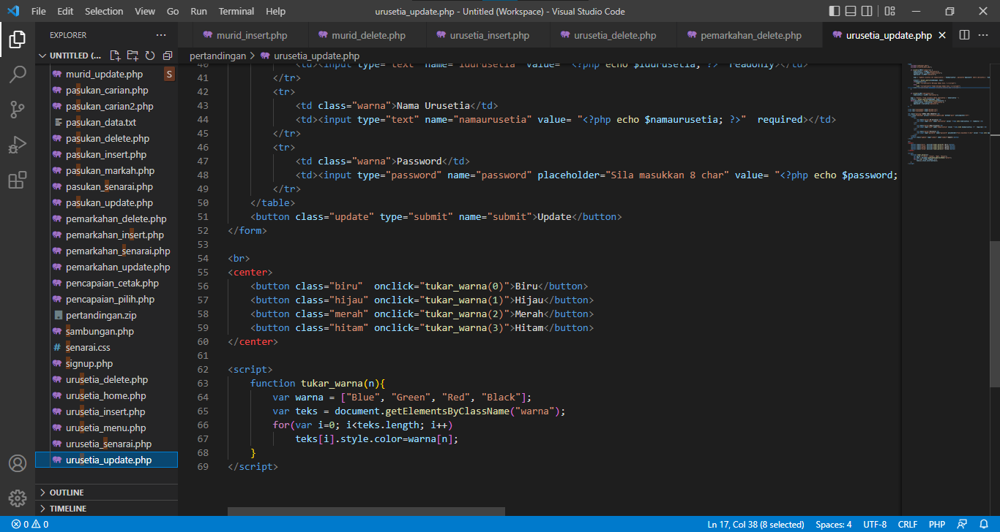 File Edit Selection View Go Run Terminal Help urusetia_update.php - Untitled (Workspace) - Visual Studio Code
EXPLORER
murid_insert.php murid_delete.php urusetia_insert.php urusetia_delete.php pemarkahan_delete.php urusetia_update.php
UNTITLED (...
pertandingan > urusetia_update.php
murid_update.php S
pasukan_carian.php
pasukan_carian2.php
pasukan_data.txt
pasukan_delete.php
pasukan_insert.php
pasukan_markah.php
pasukan_senarai.php
pasukan_update.php
pemarkahan_delete.php
pemarkahan_insert.php
pemarkahan_senarai.php
pemarkahan_update.php
pencapaian_cetak.php
pencapaian_pilih.php
pertandingan.zip
sambungan.php
senarai.css
signup.php
urusetia_delete.php
urusetia_home.php
urusetia_insert.php
urusetia_menu.php
urusetia_senarai.php
urusetia_update.php
OUTLINE
TIMELINE
40 <td><input type="text" name="idurusetia" value= "<?php echo $idurusetia; ?>" readonly></td>
41 </tr>
42 <tr>
43 <td class="warna">Nama Urusetia</td>
44 <td><input type="text" name="namaurusetia" value= "<?php echo $namaurusetia; ?>"  required></td>
45 </tr>
46 <tr>
47 <td class="warna">Password</td>
48 <td><input type="password" name="password" placeholder="Sila masukkan 8 char" value= "<?php echo $password;
49 </tr>
50 </table>
51 <button class="update" type="submit" name="submit">Update</button>
52 </form>
53
54 <br>
55 <center>
56 <button class="biru"  onclick="tukar_warna(0)">Biru</button>
57 <button class="hijau" onclick="tukar_warna(1)">Hijau</button>
58 <button class="merah" onclick="tukar_warna(2)">Merah</button>
59 <button class="hitam" onclick="tukar_warna(3)">Hitam</button>
60 </center>
61
62 <script>
63 function tukar_warna(n){
64 var warna = ["Blue", "Green", "Red", "Black"];
65 var teks = document.getElementsByClassName("warna");
66 for(var i=0; i<teks.length; i++)
67 teks[i].style.color=warna[n];
68 }
69 </script>
0 0 Ln 17, Col 38 (8 selected) Spaces: 4 UTF-8 CRLF PHP